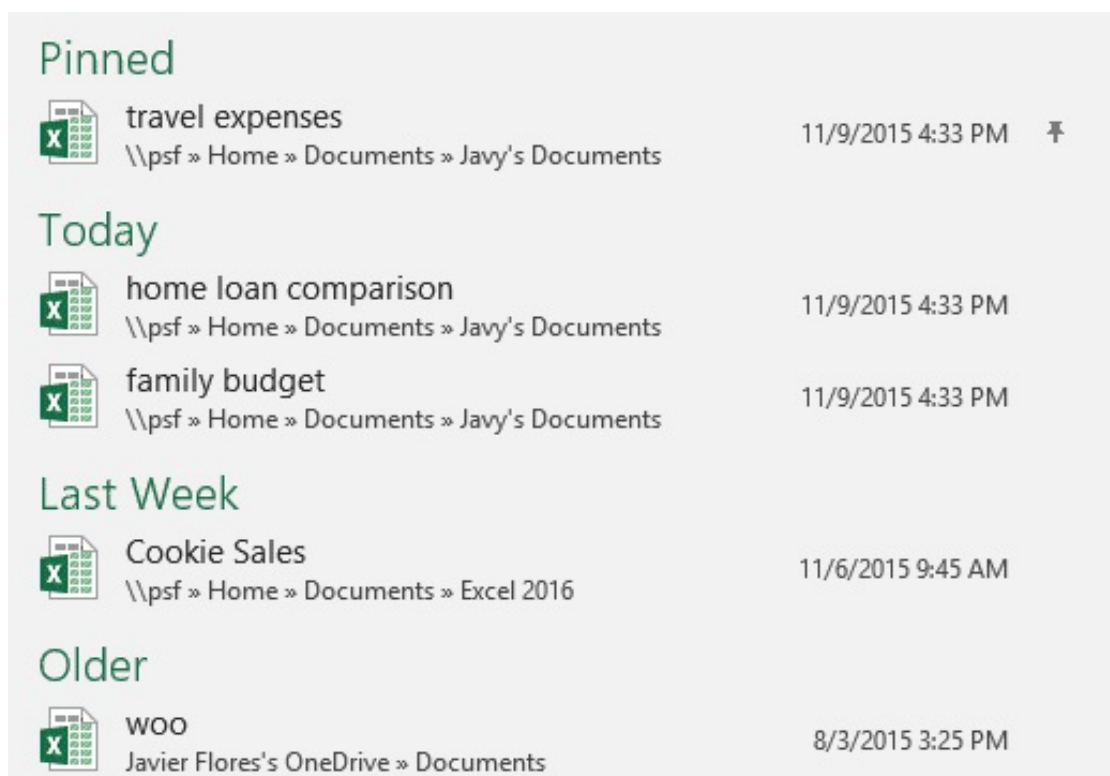 Pinned
travel expenses
11/9/2015 4:33 PM
\\psf » Home » Documents » Javy's Documents
Today
home loan comparison
11/9/2015 4:33 PM
\\psf » Home » Documents » Javy's Documents
family budget
11/9/2015 4:33 PM
\\psf » Home » Documents » Javy's Documents
Last Week
Cookie Sales
11/6/2015 9:45 AM
\\psf » Home » Documents » Excel 2016
Older
woo
8/3/2015 3:25 PM
Javier Flores's OneDrive » Documents